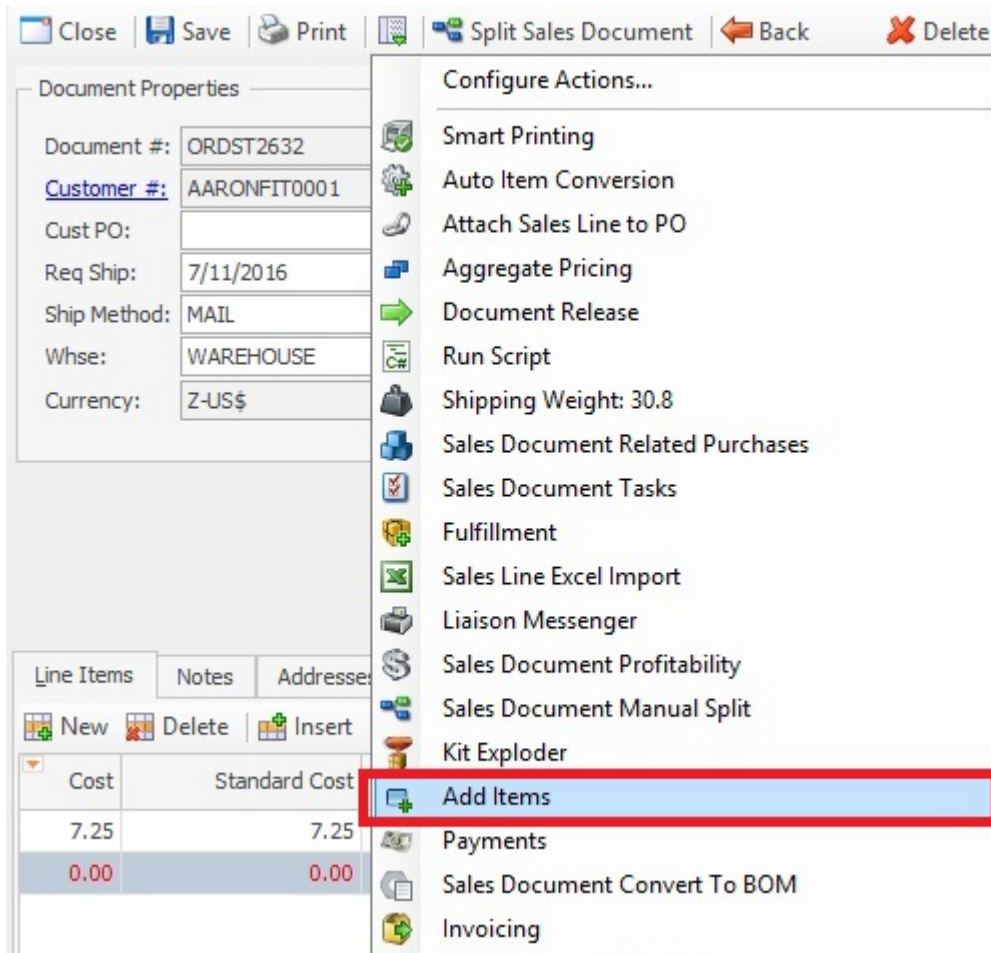 Close Save Print Split Sales Document Back Delete
Document Properties
Document #: ORDST2632
Customer #: AARONFIT0001
Cust PO:
Req Ship: 7/11/2016
Ship Method: MAIL
Whse: WAREHOUSE
Currency: Z-US$
Configure Actions...
Smart Printing
Auto Item Conversion
Attach Sales Line to PO
Aggregate Pricing
Document Release
C#
Run Script
Shipping Weight: 30.8
Sales Document Related Purchases
Sales Document Tasks
Fulfillment
Sales Line Excel Import
Liaison Messenger
Sales Document Profitability
Sales Document Manual Split
Kit Exploder
Add Items
Payments
Sales Document Convert To BOM
Invoicing
Line Items Notes Addresses
New Delete Insert
Cost Standard Cost
7.25 7.25
0.00 0.00